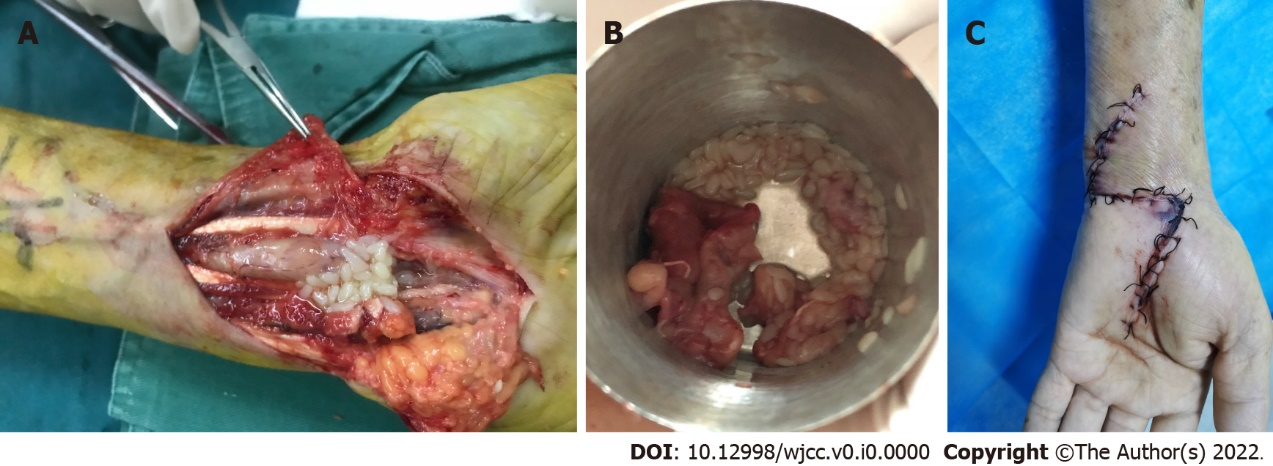 A
B
C
DOI: 10.12998/wjcc.v0.i0.0000 Copyright ©The Author(s) 2022.